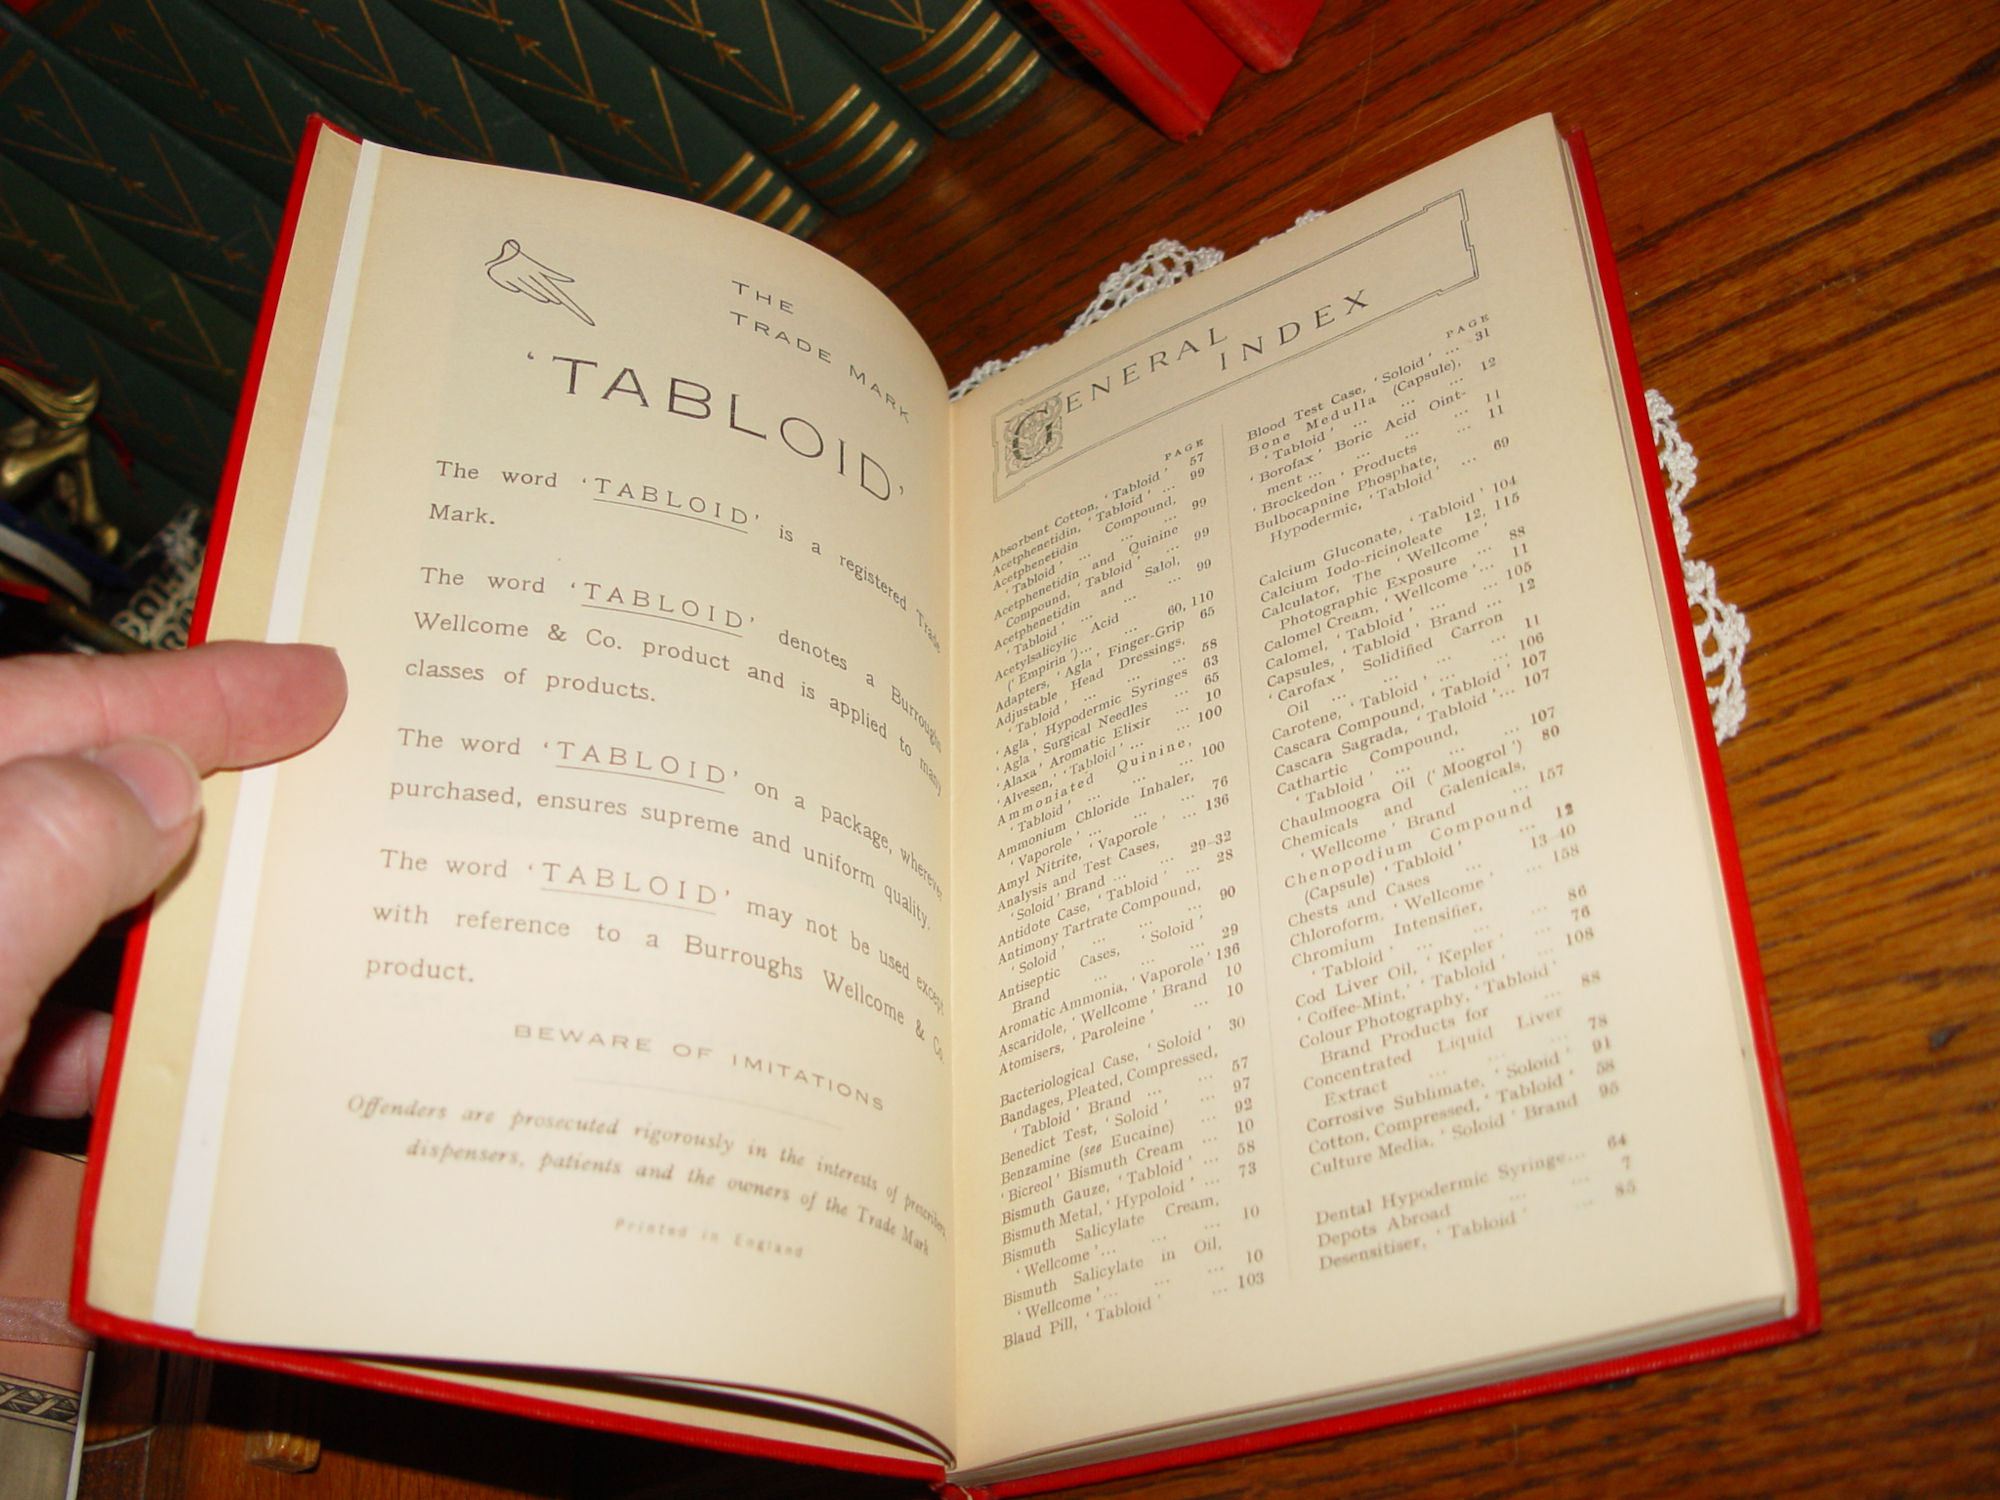 THE
TRADE MARK
'TABLOID'
The word 'TABLOID' is a registered Trade
Mark.
The word 'TABLOID' denotes a Burroughs
Wellcome & Co. product and is applied to many
classes of products.
The word 'TABLOID' on a package, wherever
purchased, ensures supreme and uniform quality.
The word 'TABLOID' may not be used except
with reference to a Burroughs Wellcome & Co.
product.
BEWARE OF IMITATIONS
Offenders are prosecuted rigorously in the interests of prescribers,
dispensers, patients and the owners of the Trade Mark
Printed in England
GENERAL
INDEX
PAGE
Absorbent Cotton, 'Tabloid' 57
Acetphenetidin, 'Tabloid' ... 99
Acetphenetidin Compound,
'Tabloid' ... ... ... 99
Acetphenetidin and Quinine
Compound, 'Tabloid' ... 99
Acetphenetidin and Salol,
'Tabloid' ... ... ... 99
Acetylsalicylic Acid
('Empirin')... ... 60, 110
Adapters, 'Agla' Finger-Grip 65
Adjustable Head Dressings,
'Tabloid' ... ... ... 58
'Agla' Hypodermic Syringes 63
'Agla' Surgical Needles ... 65
'Alaxa' Aromatic Elixir ... 10
'Alvesen,' 'Tabloid' ... ... 100
Ammoniated Quinine,
'Tabloid' ... ... ... 100
Ammonium Chloride Inhaler,
'Vaporole' ... ... ... 76
Amyl Nitrite, 'Vaporole' ... 136
Analysis and Test Cases,
'Soloid' Brand ... ... 29-32
Antidote Case, 'Tabloid' ... 28
Antimony Tartrate Compound,
'Soloid' ... ... ... 90
Antiseptic Cases, 'Soloid'
Brand ... ... ... 29
Aromatic Ammonia, 'Vaporole' 136
Ascaridole, 'Wellcome' Brand 10
Atomisers, 'Paroleine' ... 10
Bacteriological Case, 'Soloid' 30
Bandages, Pleated, Compressed,
'Tabloid' Brand ... ... 57
Benedict Test, 'Soloid' ... 97
Benzamine (see Eucaine) ... 92
'Bicreol' Bismuth Cream ... 10
Bismuth Gauze, 'Tabloid' ... 58
Bismuth Metal, 'Hypoloid' ... 73
Bismuth Salicylate Cream,
'Wellcome'... ... ... 10
Bismuth Salicylate in Oil,
'Wellcome'... ... ... 10
Blaud Pill, 'Tabloid' ... 103
PAGE
Blood Test Case, 'Soloid' ... 31
Bone Medulla (Capsule),
'Tabloid' ... ... ... 12
'Borofax' Boric Acid Oint-
ment ... ... ... 11
'Brockedon' Products ... 11
Bulbocapnine Phosphate,
Hypodermic, 'Tabloid' ... 69
Calcium Gluconate, 'Tabloid' 104
Calcium Iodo-ricinoleate 12, 115
Calculator, The 'Wellcome'
Photographic Exposure ... 88
Calomel Cream, 'Wellcome'... 11
Calomel, 'Tabloid' ... ... 105
Capsules, 'Tabloid' Brand ... 12
'Carofax' Solidified Carron
Oil ... ... ... 11
Carotene, 'Tabloid' ... ... 106
Cascara Compound, 'Tabloid' 107
Cascara Sagrada, 'Tabloid'... 107
Cathartic Compound,
'Tabloid' ... ... ... 107
Chaulmoogra Oil ('Moogrol') 80
Chemicals and Galenicals,
'Wellcome' Brand ... 157
Chenopodium Compound
(Capsule) 'Tabloid' ... 12
Chests and Cases ... 13-40
Chloroform, 'Wellcome' ... 158
Chromium Intensifier,
'Tabloid' ... ... ... 86
Cod Liver Oil, 'Kepler' ... 76
'Coffee-Mint,' 'Tabloid' ... 108
Colour Photography, 'Tabloid'
Brand Products for ... 88
Concentrated Liquid Liver
Extract ... ... ... 78
Corrosive Sublimate, 'Soloid' 91
Cotton, Compressed, 'Tabloid' 58
Culture Media, 'Soloid' Brand 95
Dental Hypodermic Syringe... 64
Depots Abroad ... ... 7
Desensitiser, 'Tabloid' ... 85